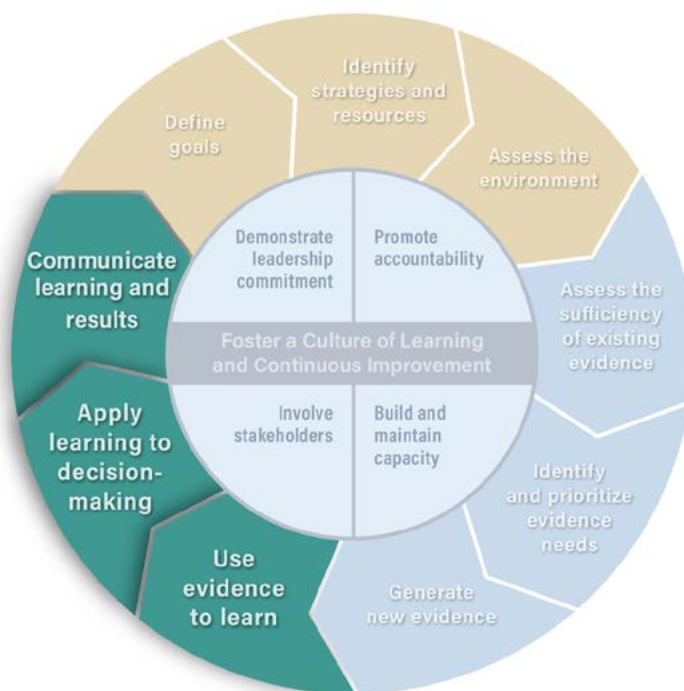 Define
goals
Identify
strategies and
resources
Assess the
environment
Assess the
sufficiency
of existing
evidence
Identify
and prioritize
evidence
needs
Generate
new evidence
Use
evidence
to learn
Apply
learning to
decision-
making
Communicate
learning and
results
Demonstrate
leadership
commitment
Promote
accountability
Foster a Culture of Learning
and Continuous Improvement
Involve
stakeholders
Build and
maintain
capacity